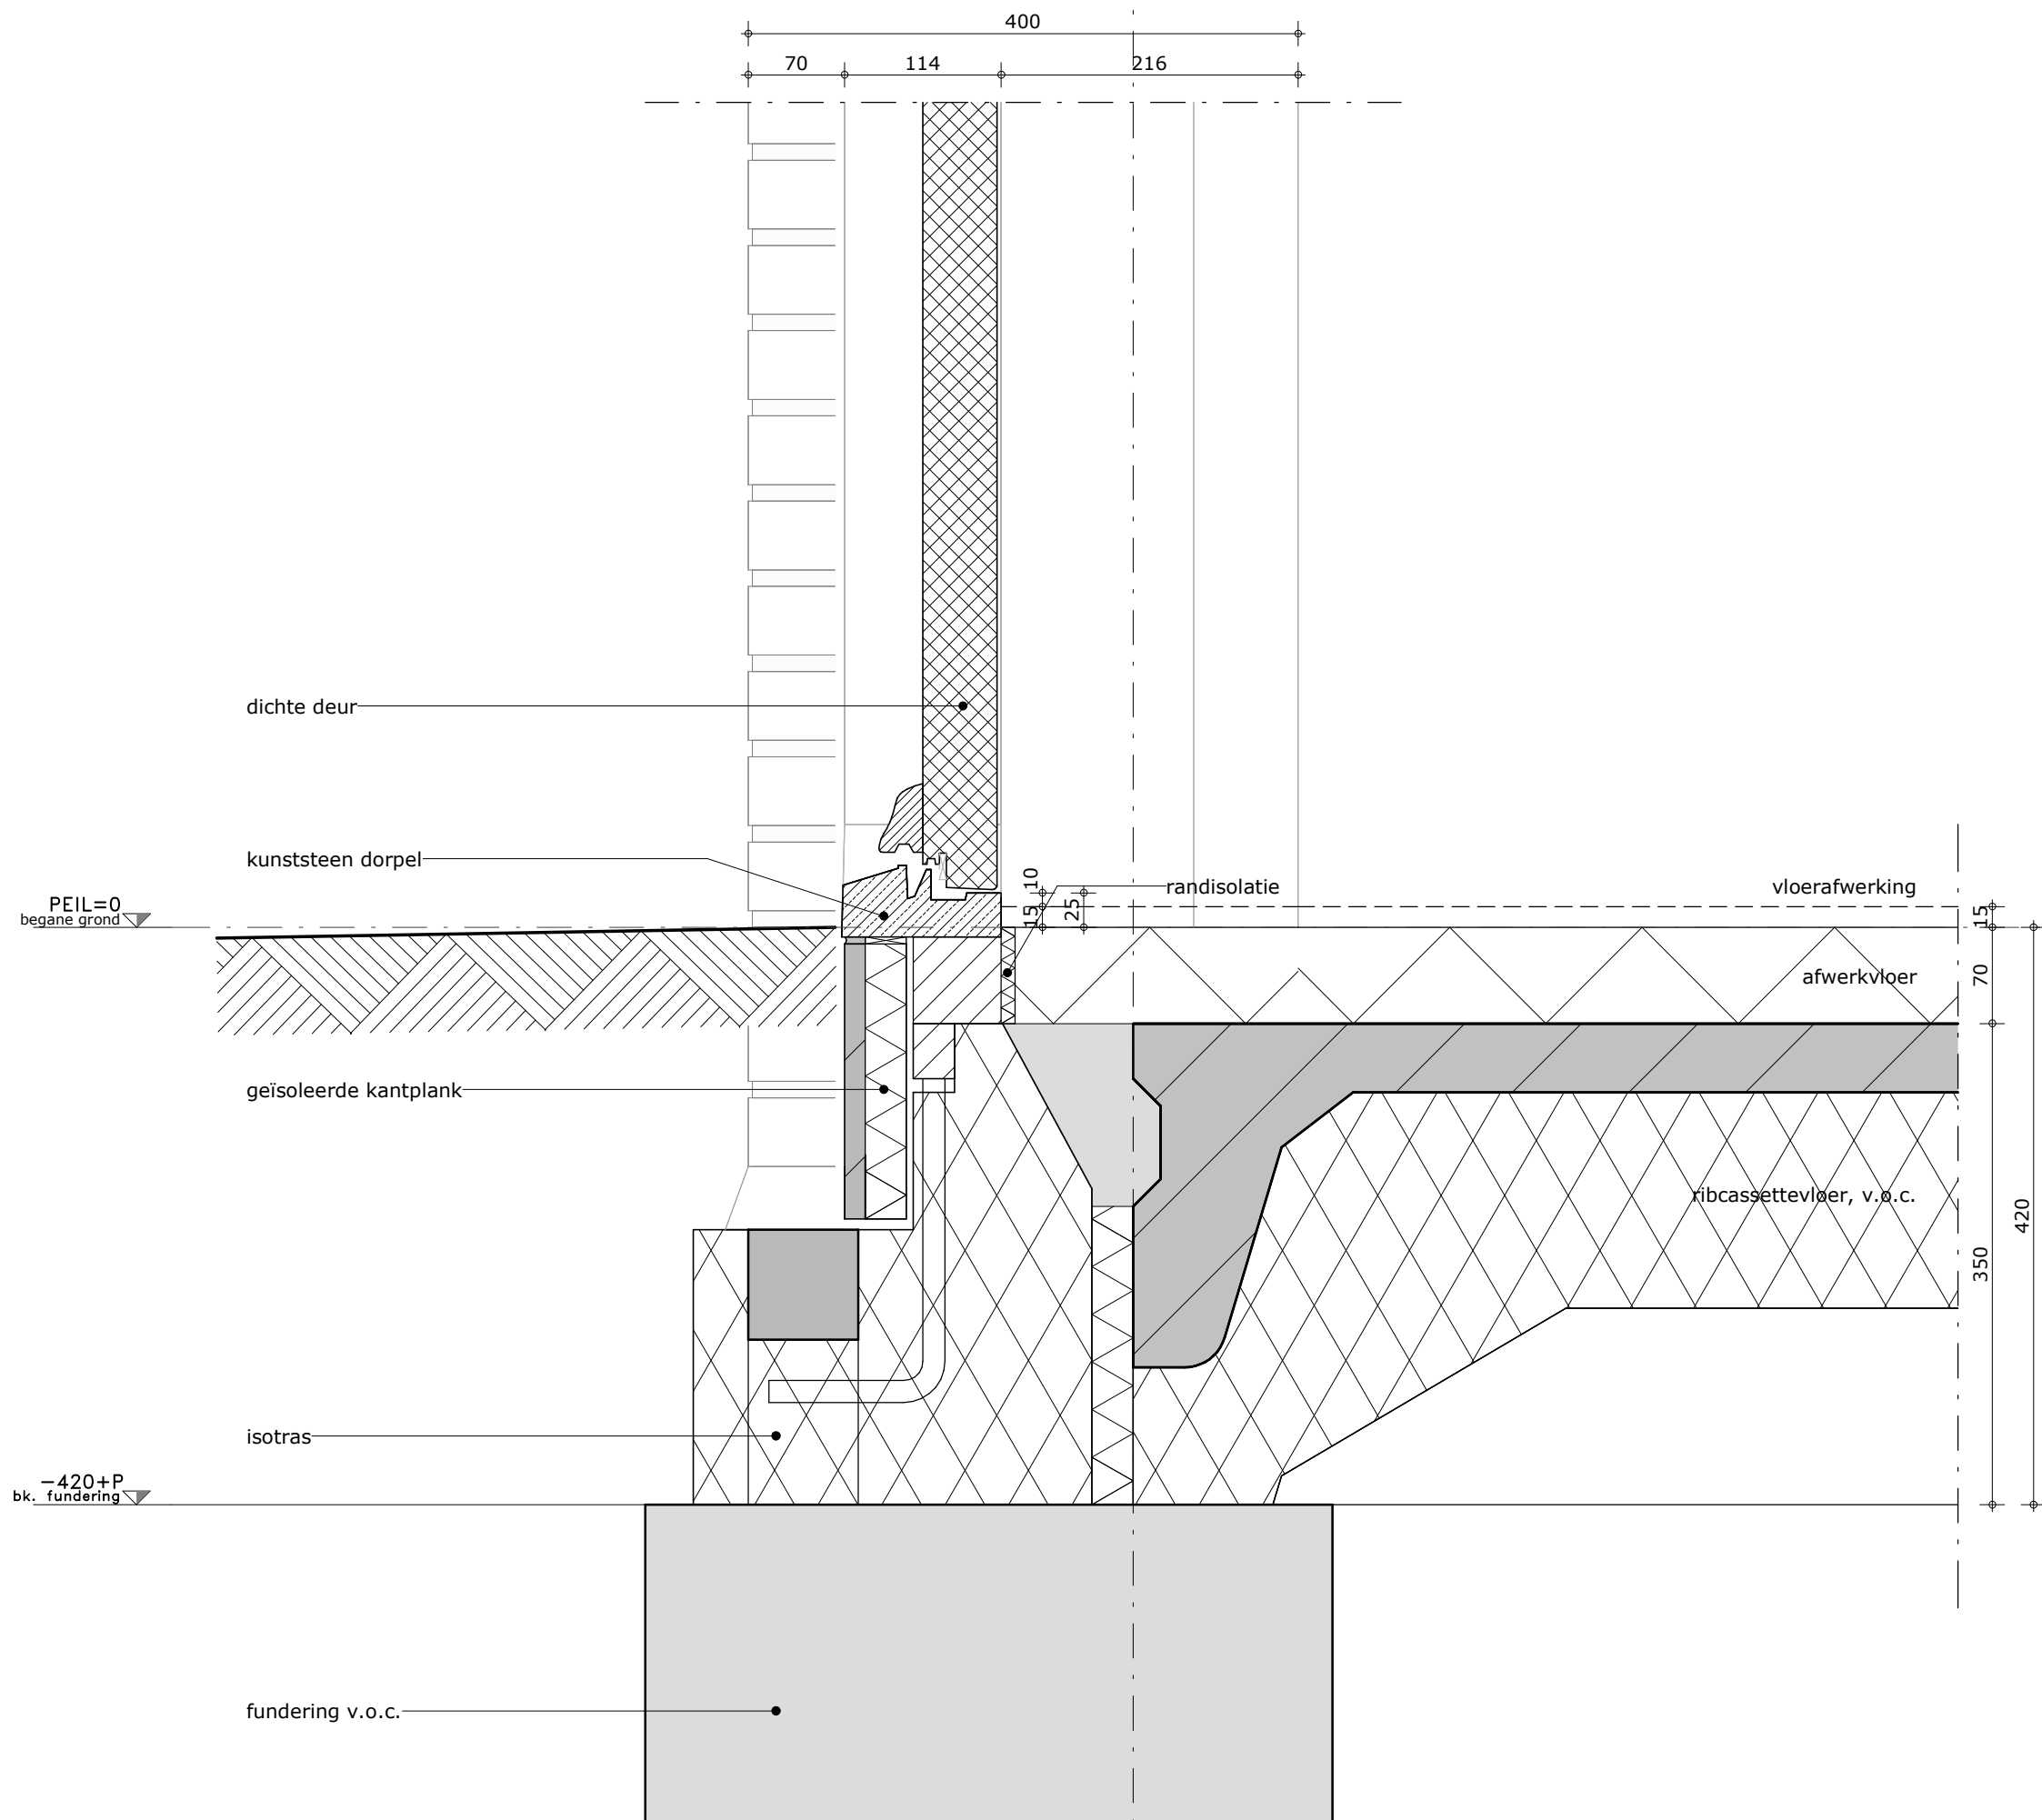 400
70 114 216
dichte deur
kunststeen dorpel
10
randisolatie
vloerafwerking
15
25
15
PEIL=0
begane grond
70
afwerkvloer
geïsoleerde kantplank
ribcassettevloer, v.o.c.
420
350
isotras
-420+P
bk. fundering
fundering v.o.c.